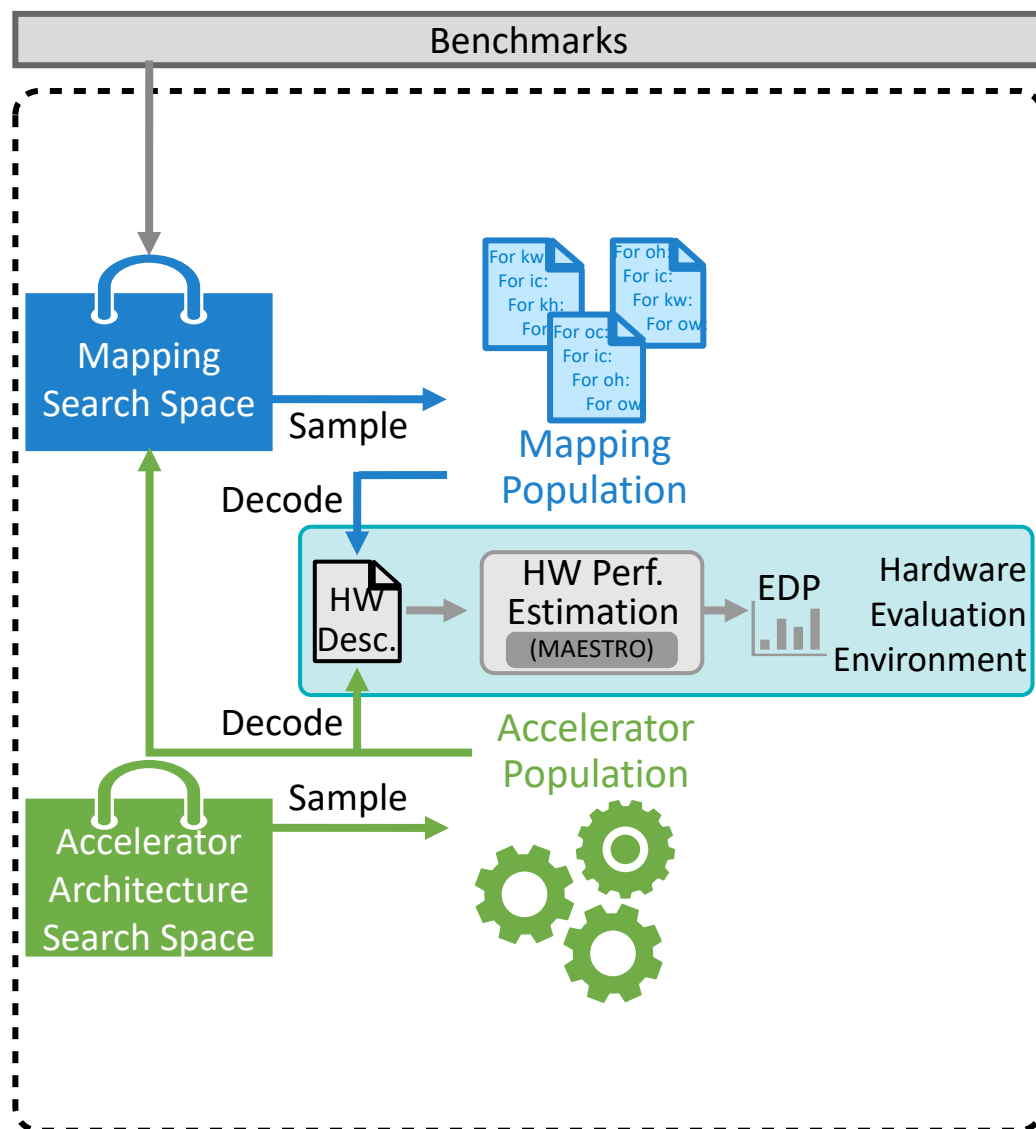 Benchmarks
Mapping
Search Space
Sample
For kw:
For ic:
For kh:
For
For oh:
For ic:
For kw:
For ow:
For oc:
For ic:
For oh:
For ow:
Mapping
Population
Decode
HW
Desc.
HW Perf.
Estimation
(MAESTRO)
EDP
Hardware
Evaluation
Environment
Decode
Accelerator
Population
Sample
Accelerator
Architecture
Search Space